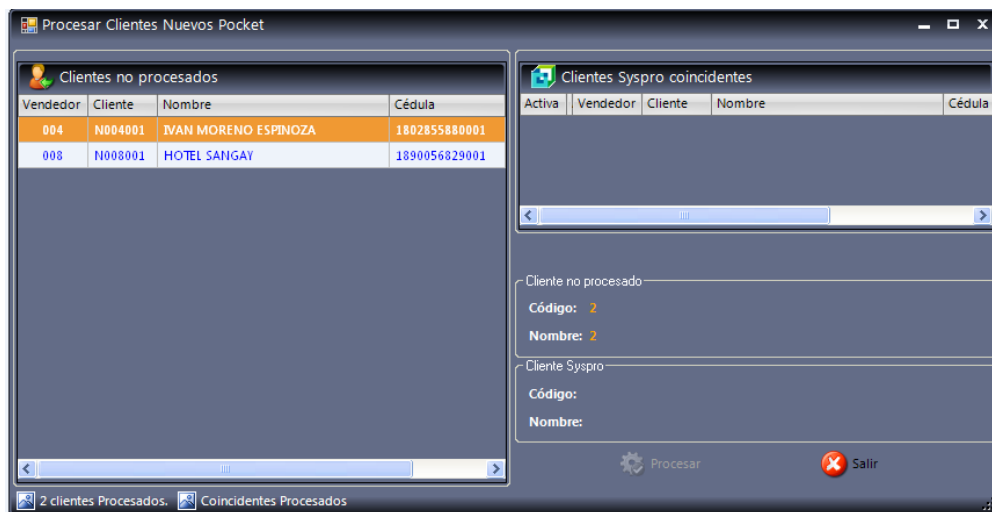 Procesar Clientes Nuevos Pocket
Clientes no procesados
Vendedor Cliente Nombre Cédula
004 N004001 IVAN MORENO ESPINOZA 1802855880001
008 N008001 HOTEL SANGAY 1890056829001
Clientes Syspro coincidentes
Activa Vendedor Cliente Nombre Cédula
Cliente no procesado
Código: 2
Nombre: 2
Cliente Syspro
Código:
Nombre:
Procesar Salir
2 clientes Procesados. Coincidentes Procesados